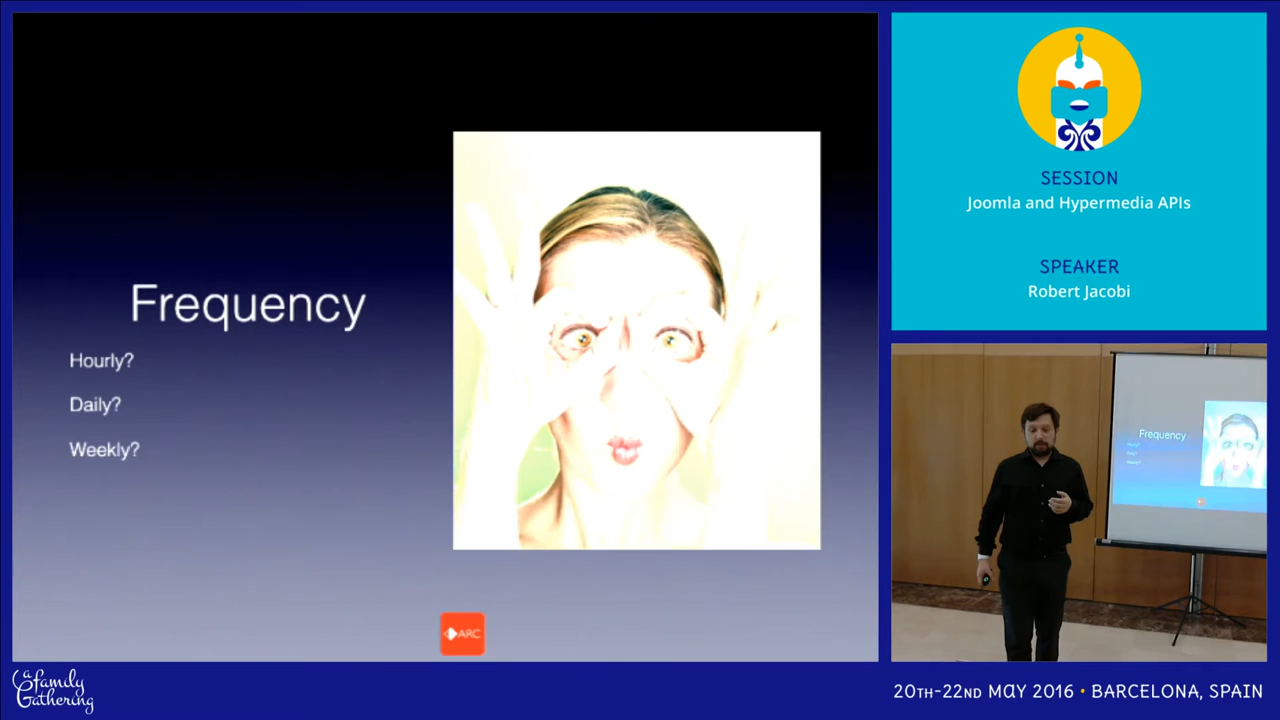 Frequency
Hourly?
Daily?
Weekly?
ARC
SESSION
Joomla and Hypermedia APIs
SPEAKER
Robert Jacobi
Frequency
a family
Gathering
20TH-22ND MAY 2016 • BARCELONA, SPAIN